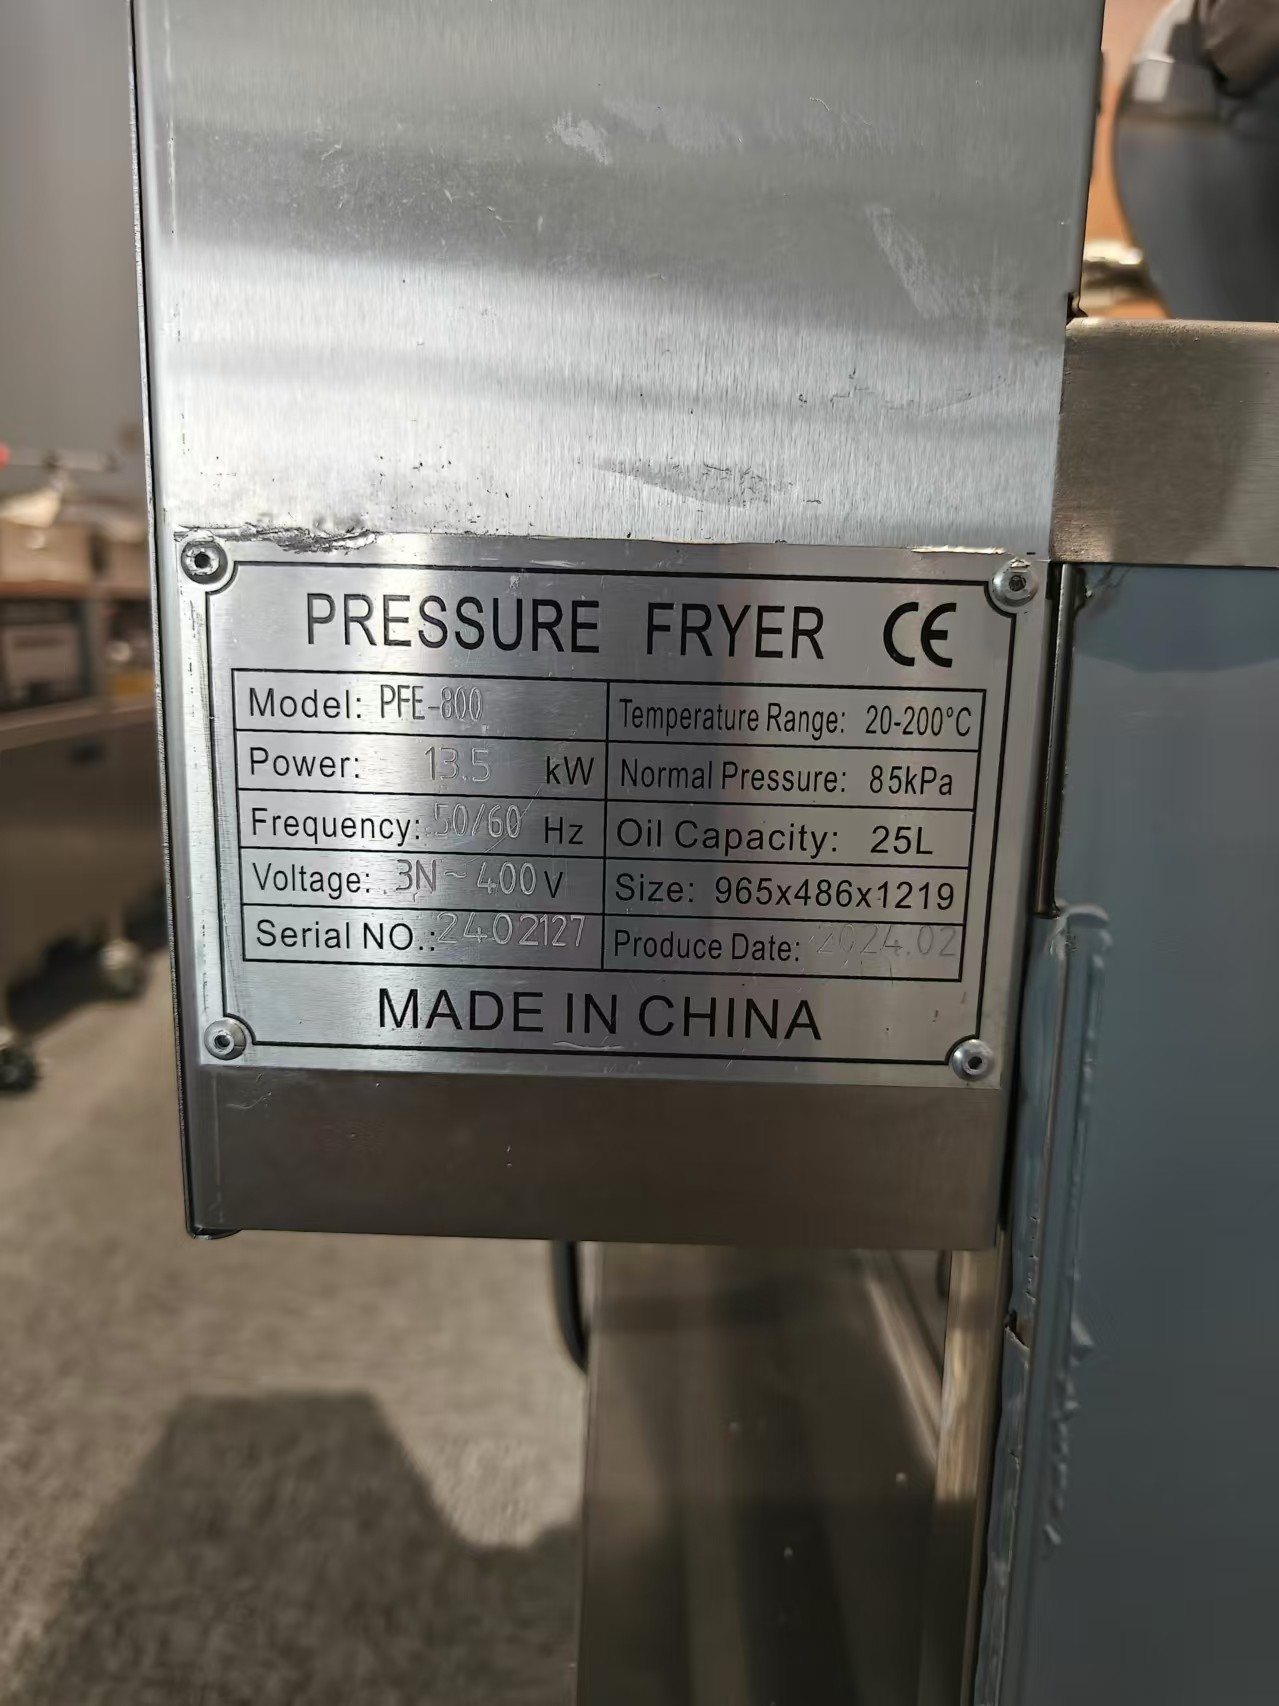 PRESSURE FRYER CE
Model: PFE-800
Temperature Range: 20-200°C
Power: 13.5 kW
Normal Pressure: 85kPa
Frequency: 50/60 Hz
Oil Capacity: 25L
Voltage: 3N~400V
Size: 965x486x1219
Serial NO.: 2402127
Produce Date: 2024.02
MADE IN CHINA